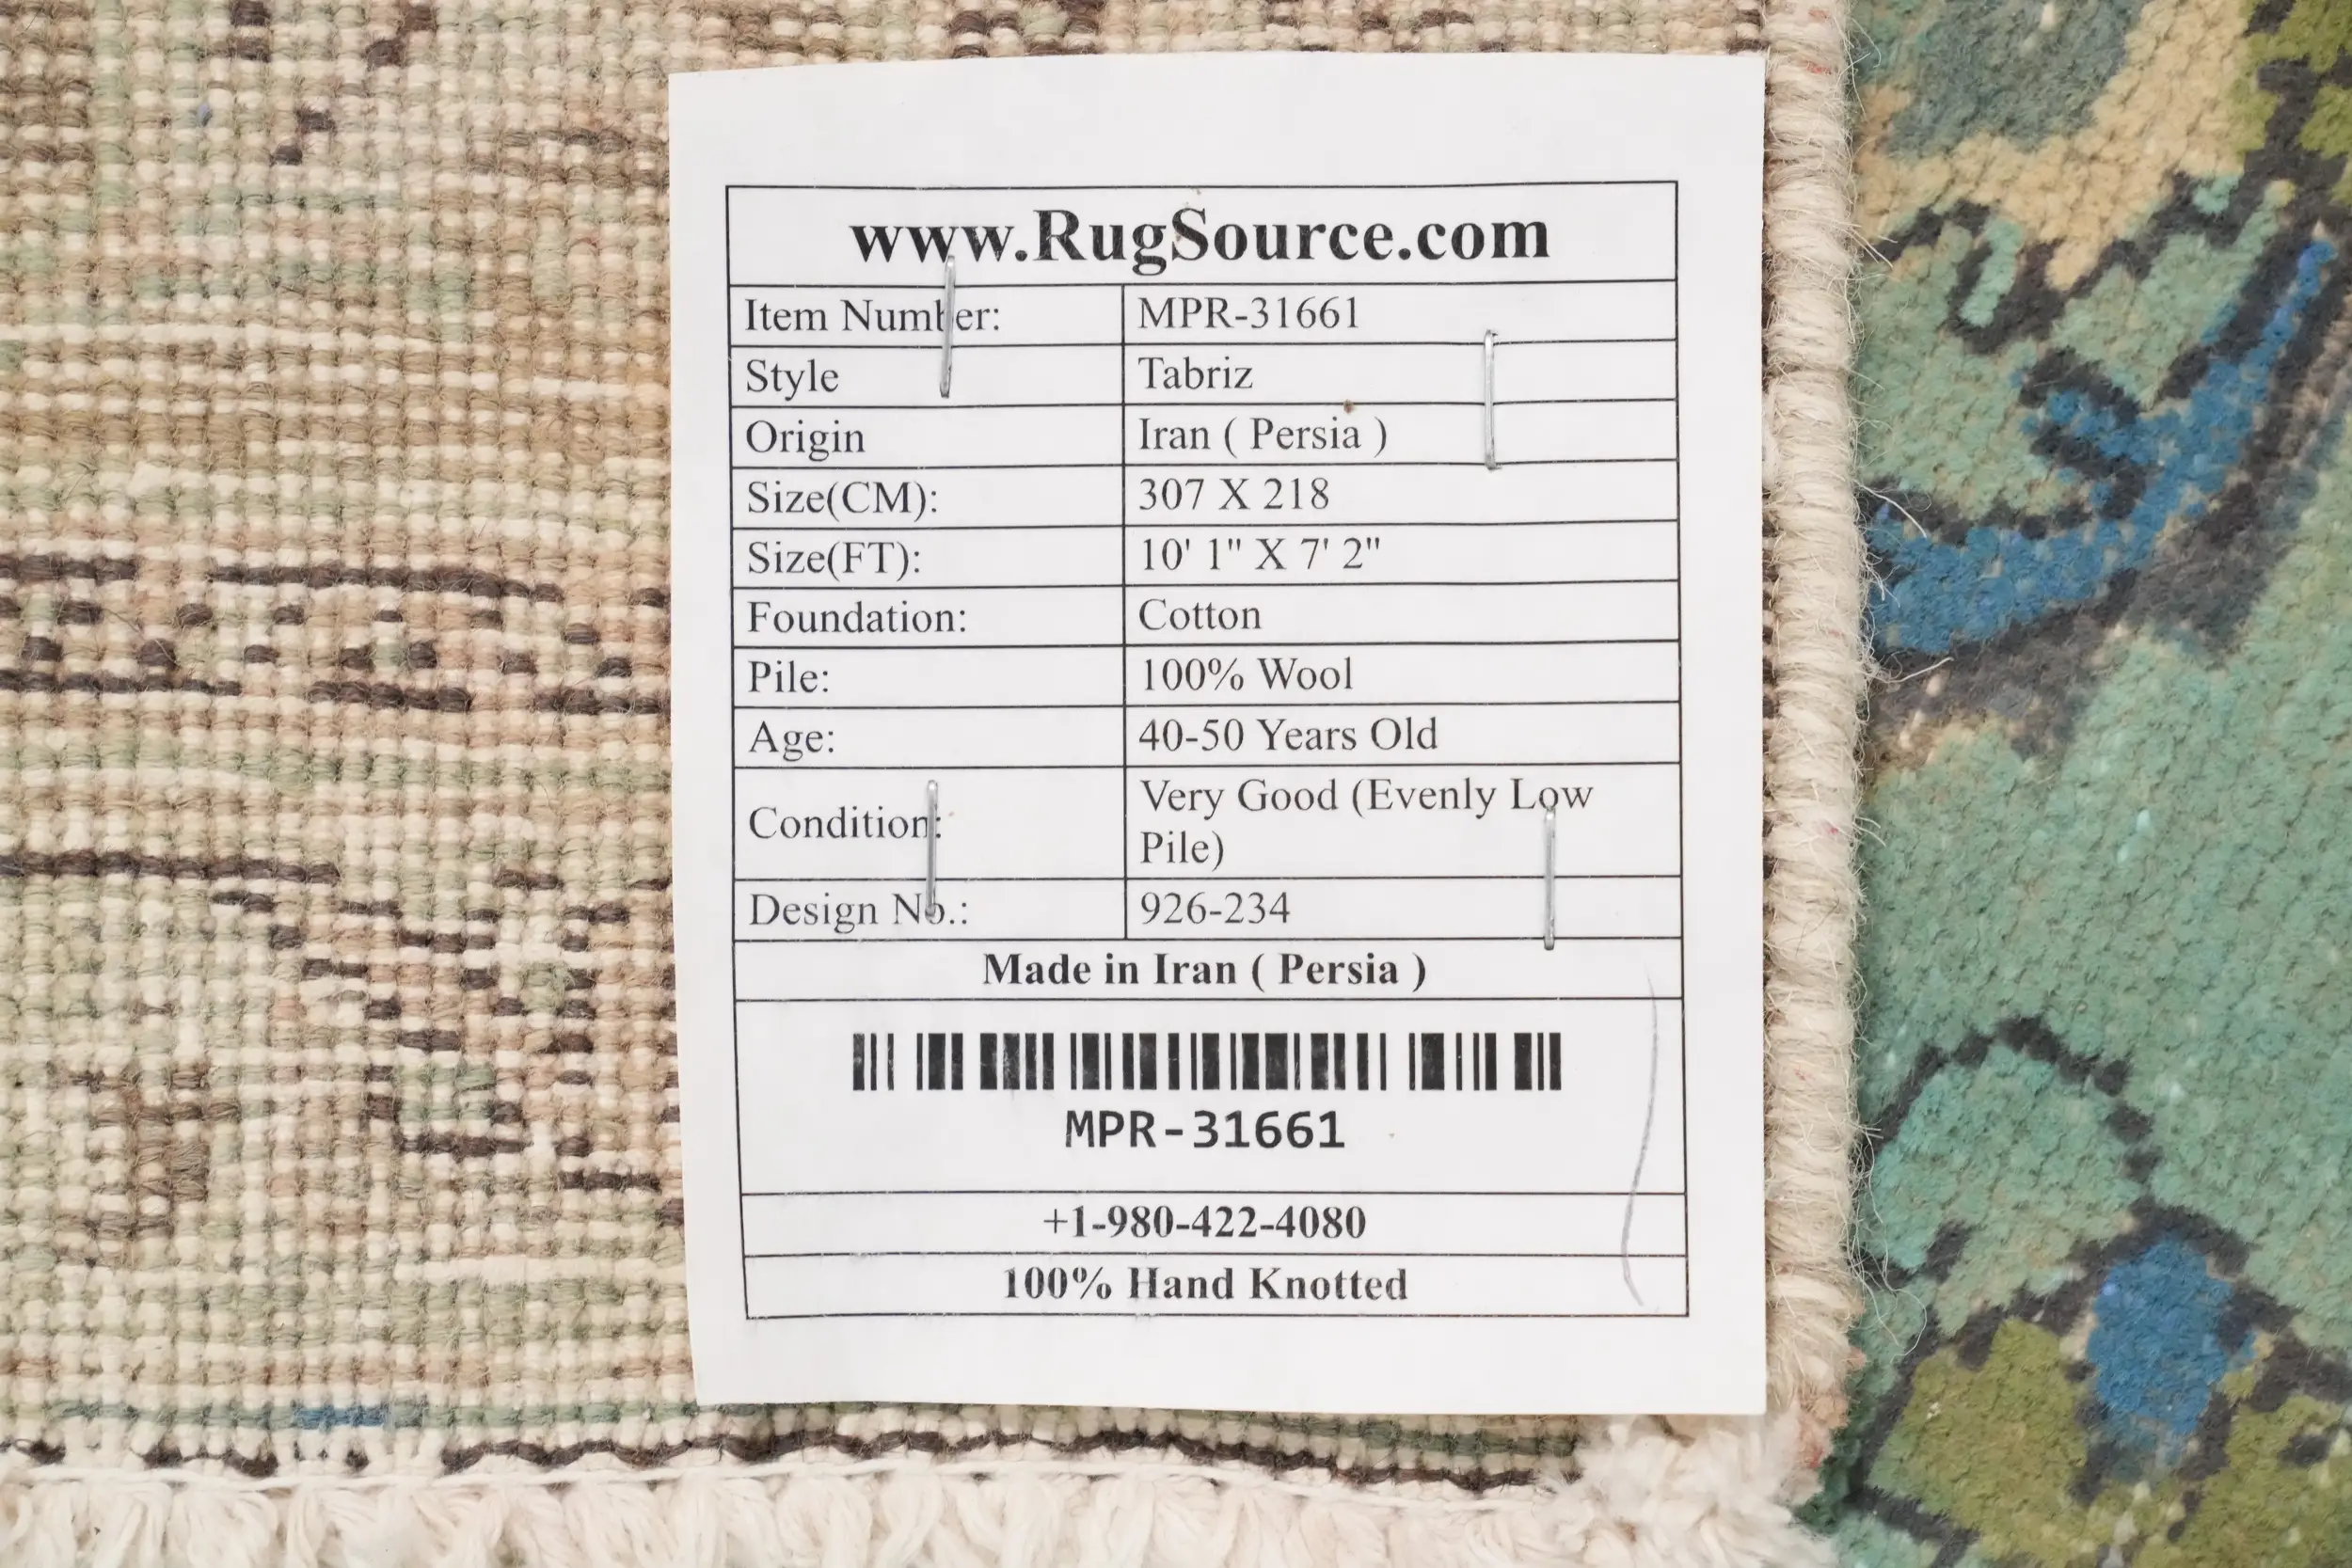 www.RugSource.com
Item Number: MPR-31661
Style Tabriz
Origin Iran ( Persia )
Size(CM): 307 X 218
Size(FT): 10' 1" X 7' 2"
Foundation: Cotton
Pile: 100% Wool
Age: 40-50 Years Old
Condition: Very Good (Evenly Low
Pile)
Design No.: 926-234
Made in Iran ( Persia )
MPR-31661
+1-980-422-4080
100% Hand Knotted